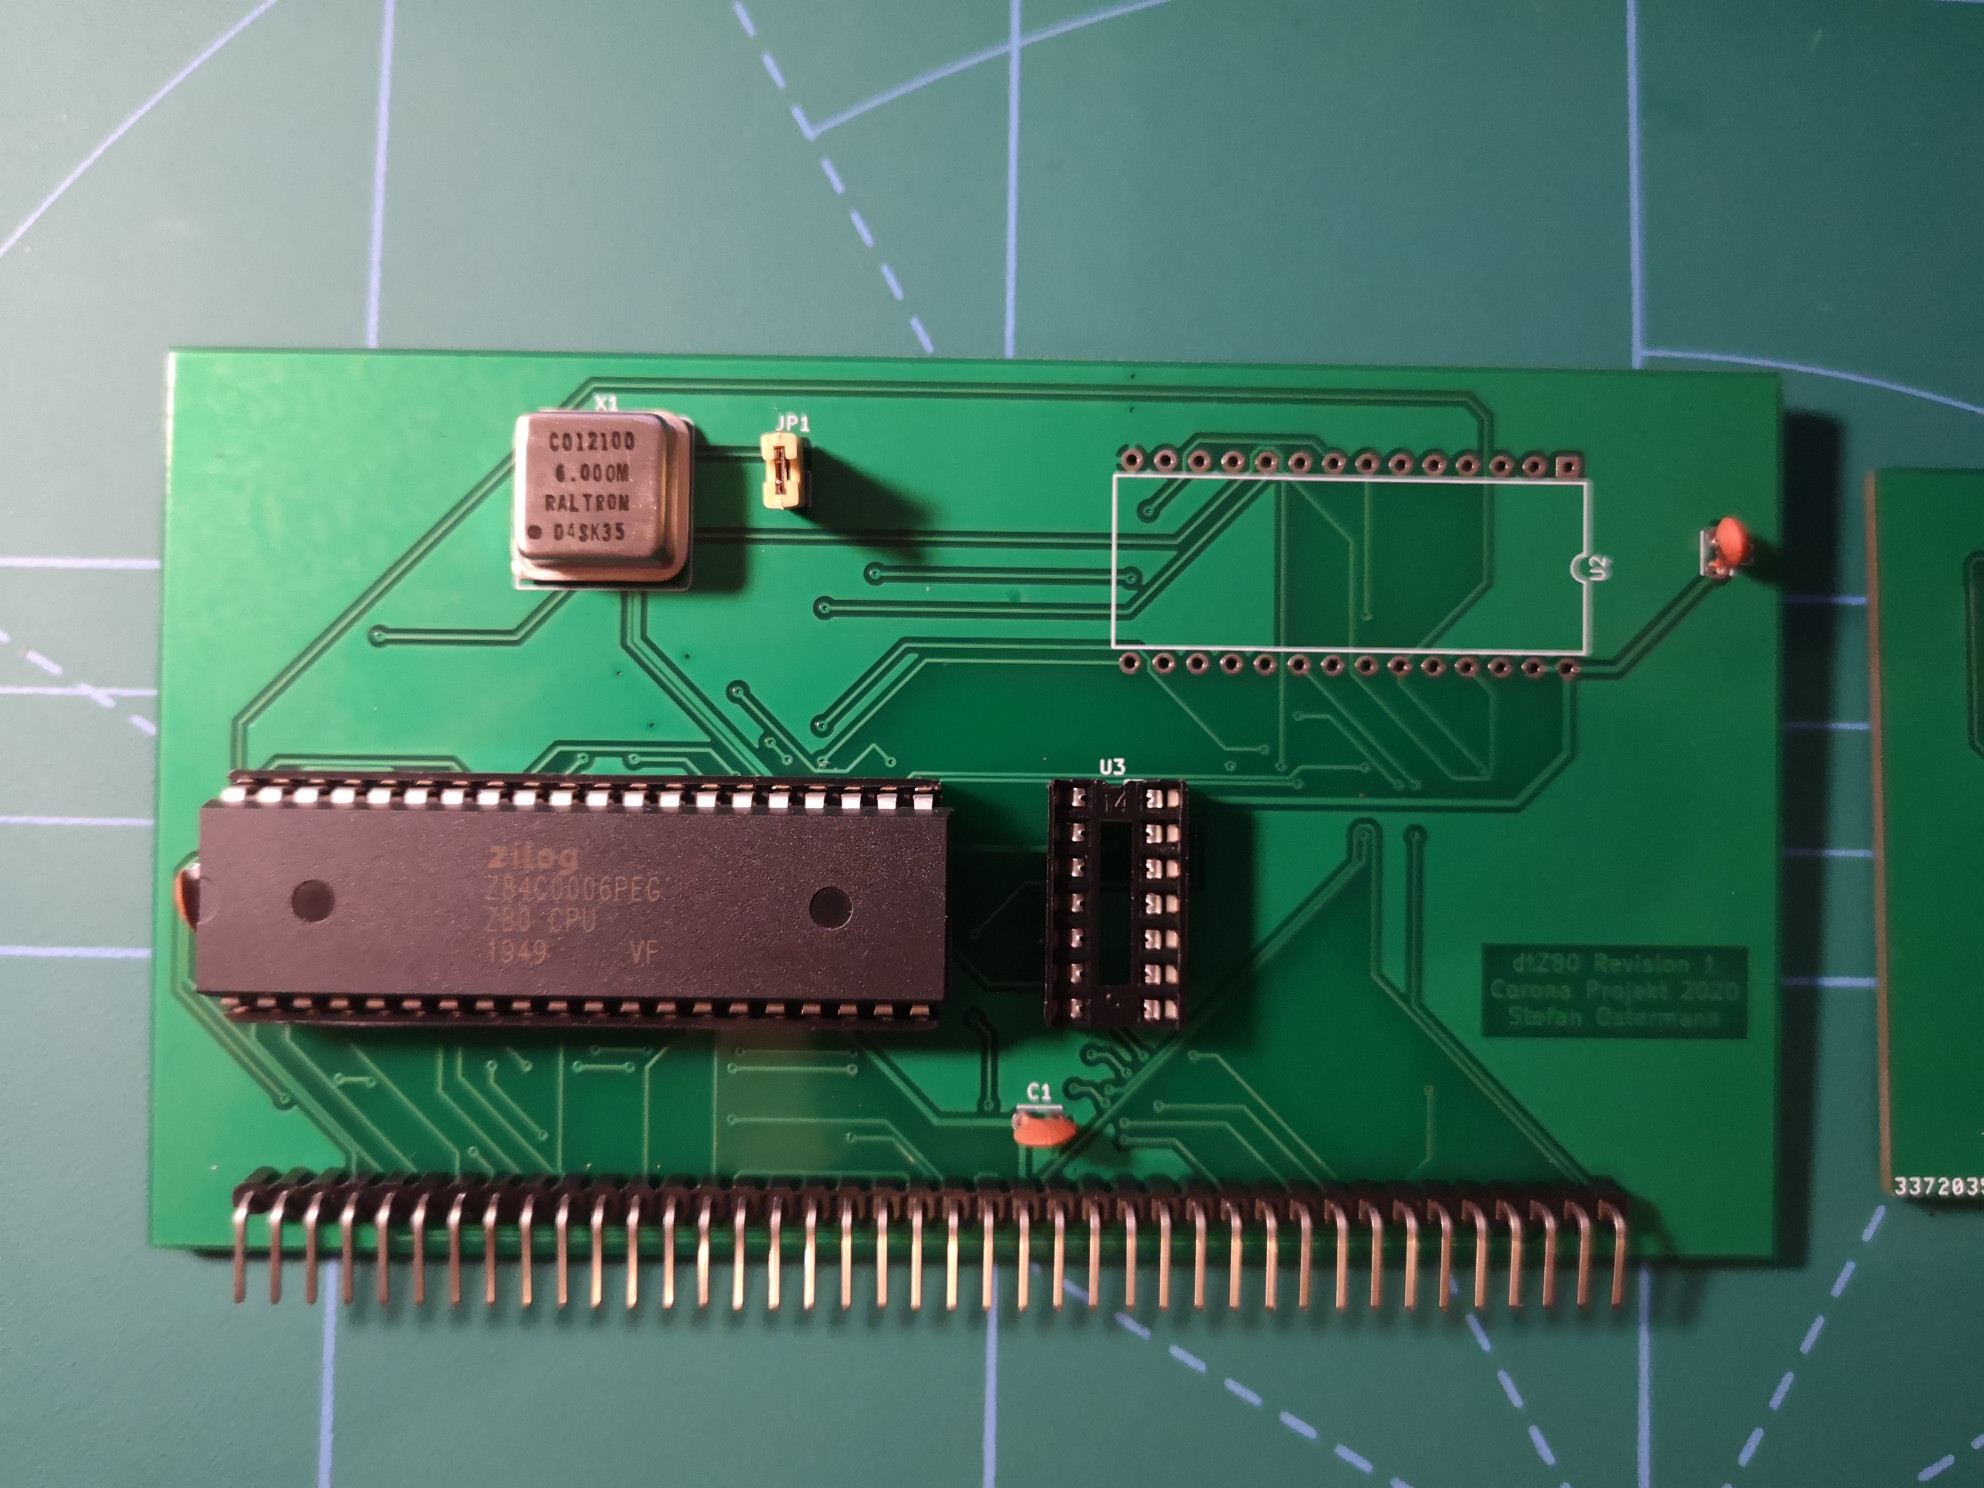 X1
CO12100
6.000M
RALTRON
04SK35
JP1
U2
U3
14
zilog
Z84C0006PEG
Z80 CPU
1949 VF
dtZ80 Revision 1
Corona Projekt 2020
Stefan Ostermann
C1
3372035